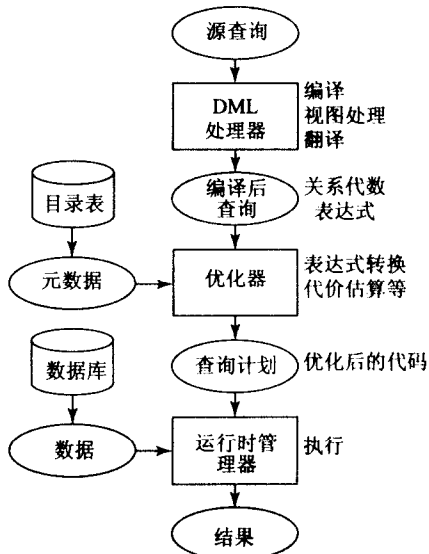 源查询
DML
处理器
编译
视图处理
翻译
编译后
查询
关系代数
表达式
目录表
元数据
优化器
表达式转换
代价估算等
数据库
查询计划
优化后的代码
数据
运行时管
理器
执行
结果